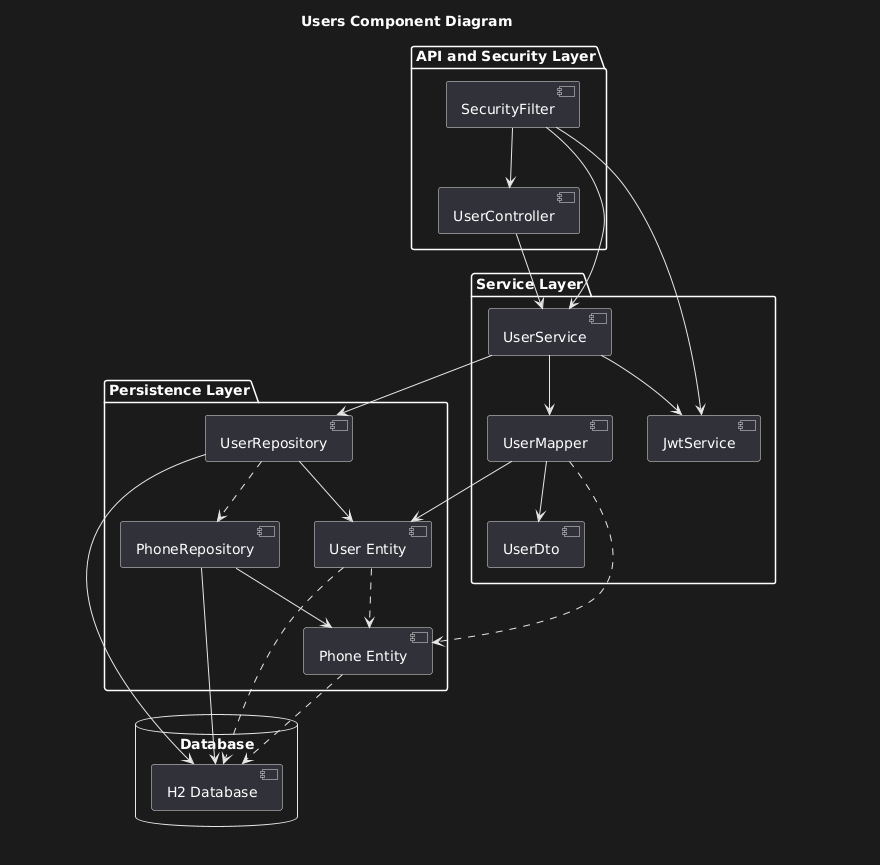 Users Component Diagram
API and Security Layer
SecurityFilter
UserController
Service Layer
UserService
Persistence Layer
UserRepository
UserMapper
JwtService
PhoneRepository
User Entity
UserDto
Phone Entity
Database
H2 Database